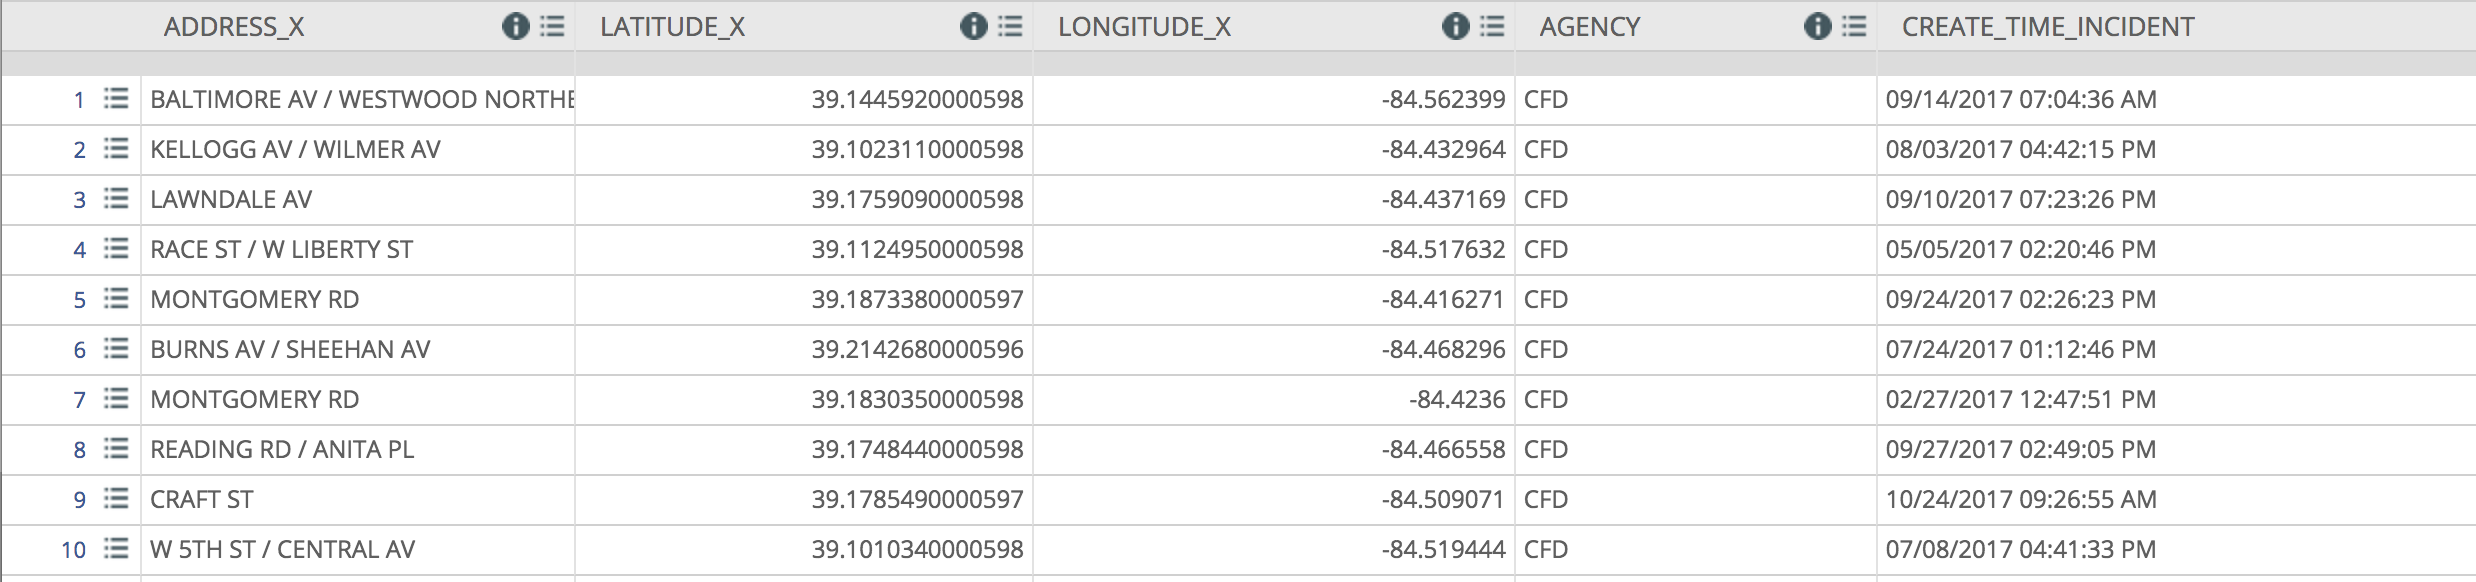 ADDRESS_X LATITUDE_X LONGITUDE_X AGENCY CREATE_TIME_INCIDENT
1 BALTIMORE AV / WESTWOOD NORTHE 39.1445920000598 -84.562399 CFD 09/14/2017 07:04:36 AM
2 KELLOGG AV / WILMER AV 39.1023110000598 -84.432964 CFD 08/03/2017 04:42:15 PM
3 LAWNDALE AV 39.1759090000598 -84.437169 CFD 09/10/2017 07:23:26 PM
4 RACE ST / W LIBERTY ST 39.1124950000598 -84.517632 CFD 05/05/2017 02:20:46 PM
5 MONTGOMERY RD 39.1873380000597 -84.416271 CFD 09/24/2017 02:26:23 PM
6 BURNS AV / SHEEHAN AV 39.2142680000596 -84.468296 CFD 07/24/2017 01:12:46 PM
7 MONTGOMERY RD 39.1830350000598 -84.4236 CFD 02/27/2017 12:47:51 PM
8 READING RD / ANITA PL 39.1748440000598 -84.466558 CFD 09/27/2017 02:49:05 PM
9 CRAFT ST 39.1785490000597 -84.509071 CFD 10/24/2017 09:26:55 AM
10 W 5TH ST / CENTRAL AV 39.1010340000598 -84.519444 CFD 07/08/2017 04:41:33 PM